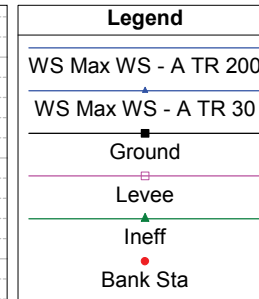 Legend
WS Max WS - A TR 200
WS Max WS - A TR 30
Ground
Levee
Ineff
Bank Sta